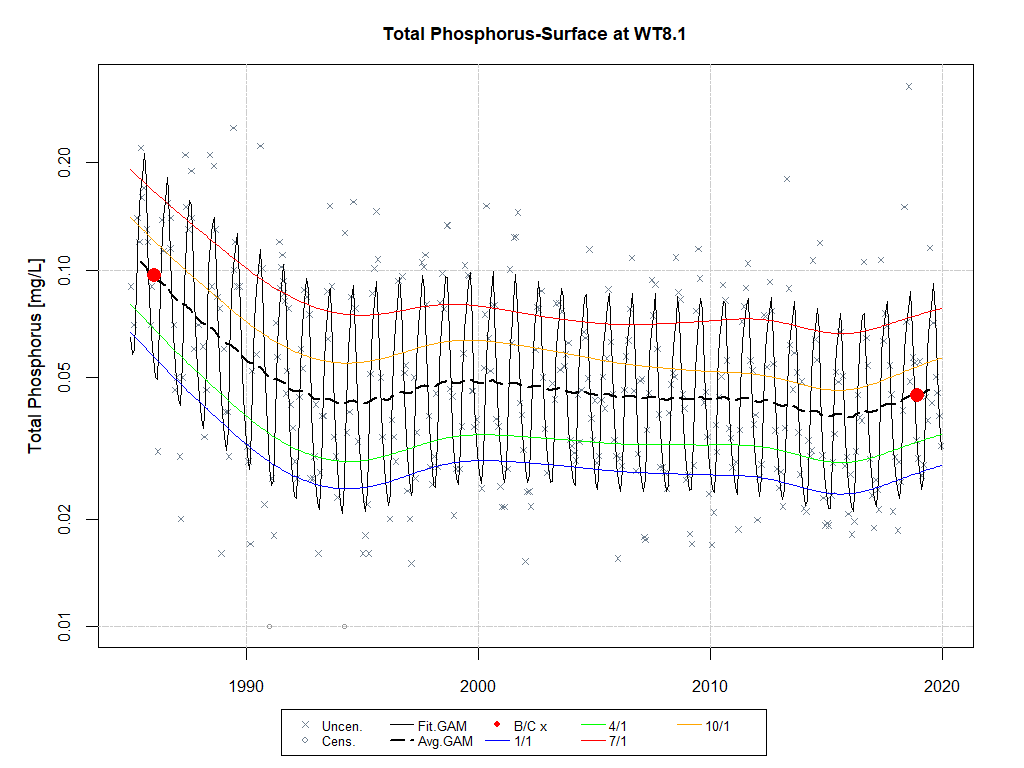 Total Phosphorus-Surface at WT8.1
Total Phosphorus [mg/L]
0.20
0.10
0.05
0.02
0.01
1990 2000 2010 2020
Uncen. Fit.GAM B/C x 4/1 10/1
Cens. Avg.GAM 1/1 7/1